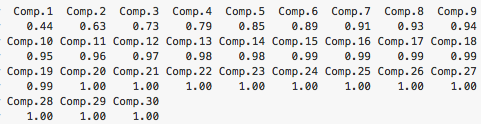 Comp.1 Comp.2 Comp.3 Comp.4 Comp.5 Comp.6 Comp.7 Comp.8 Comp.9
0.44 0.63 0.73 0.79 0.85 0.89 0.91 0.93 0.94
Comp.10 Comp.11 Comp.12 Comp.13 Comp.14 Comp.15 Comp.16 Comp.17 Comp.18
0.95 0.96 0.97 0.98 0.98 0.99 0.99 0.99 0.99
Comp.19 Comp.20 Comp.21 Comp.22 Comp.23 Comp.24 Comp.25 Comp.26 Comp.27
0.99 1.00 1.00 1.00 1.00 1.00 1.00 1.00 1.00
Comp.28 Comp.29 Comp.30
1.00 1.00 1.00